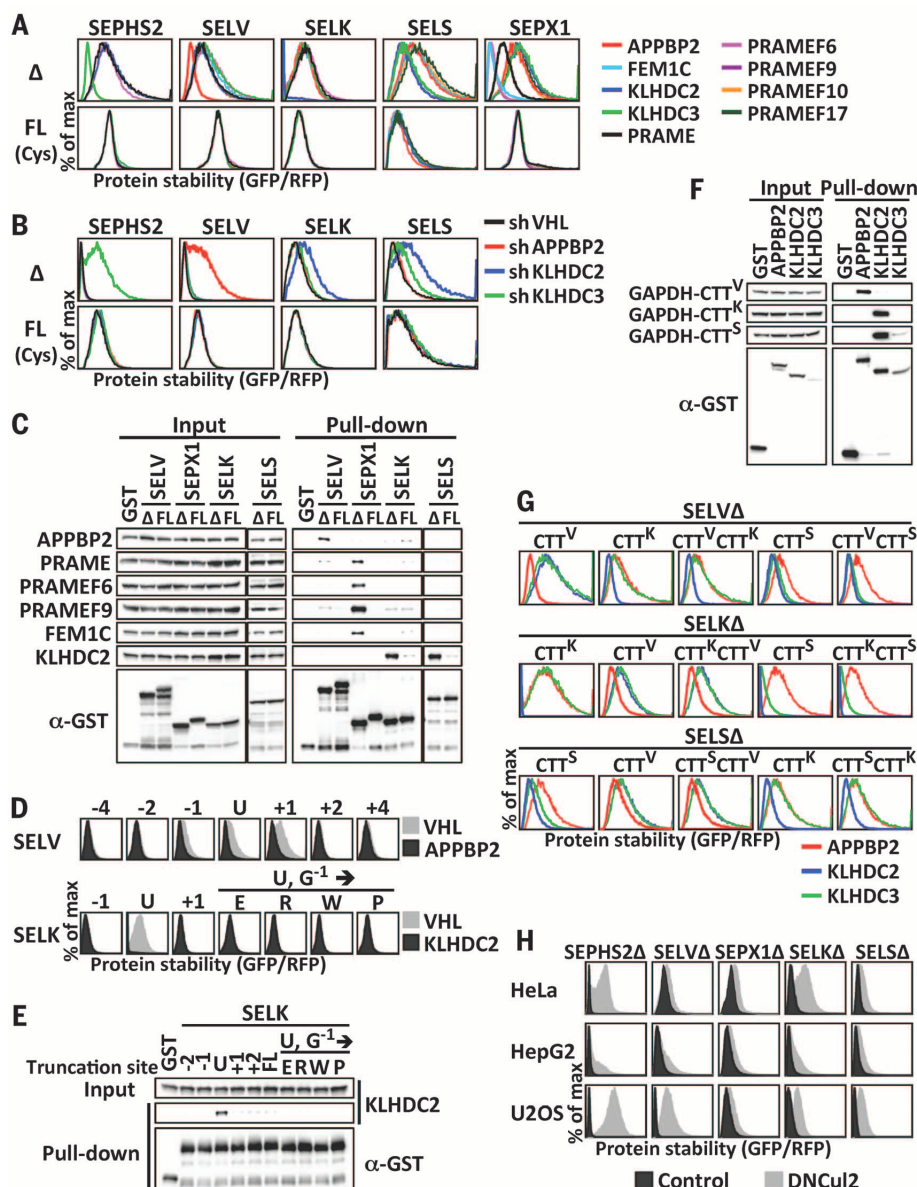 A
SEPHS2 SELV SELK SELS SEPX1
Δ
FL (Cys)
% of max
Protein stability (GFP/RFP)
APPBP2
FEM1C
KLHDC2
KLHDC3
PRAME
PRAMEF6
PRAMEF9
PRAMEF10
PRAMEF17
B
SEPHS2 SELV SELK SELS
Δ
FL (Cys)
% of max
Protein stability (GFP/RFP)
sh VHL
sh APPBP2
sh KLHDC2
sh KLHDC3
C
Input Pull-down
GST SELV SEPX1 SELK SELS SELV SEPX1 SELK SELS
Δ FL Δ FL Δ FL Δ FL Δ FL Δ FL Δ FL Δ FL
APPBP2
PRAME
PRAMEF6
PRAMEF9
FEM1C
KLHDC2
α-GST
D
-4 -2 -1 U +1 +2 +4
SELV
VHL
APPBP2
U, G-1 →
-1 U +1 E R W P
SELK
VHL
KLHDC2
% of max
Protein stability (GFP/RFP)
E
SELK
U, G-1 →
Truncation site GST -2 -1 U +1 +2 FL E R W P
Input
KLHDC2
Pull-down
α-GST
F
Input Pull-down
GST APPBP2 KLHDC2 KLHDC3 GST APPBP2 KLHDC2 KLHDC3
GAPDH-CTTV
GAPDH-CTTK
GAPDH-CTTS
α-GST
G
SELVΔ
CTTV CTTK CTTVCTTK CTTS CTTVCTTS
SELKΔ
CTTK CTTV CTTKCTTV CTTS CTTKCTTS
SELSΔ
CTTS CTTV CTTSCTTV CTTK CTTSCTTK
% of max
Protein stability (GFP/RFP)
APPBP2
KLHDC2
KLHDC3
H
SEPHS2Δ SELVΔ SEPX1Δ SELKΔ SELSΔ
HeLa
HepG2
U2OS
% of max
Protein stability (GFP/RFP)
Control DNCul2